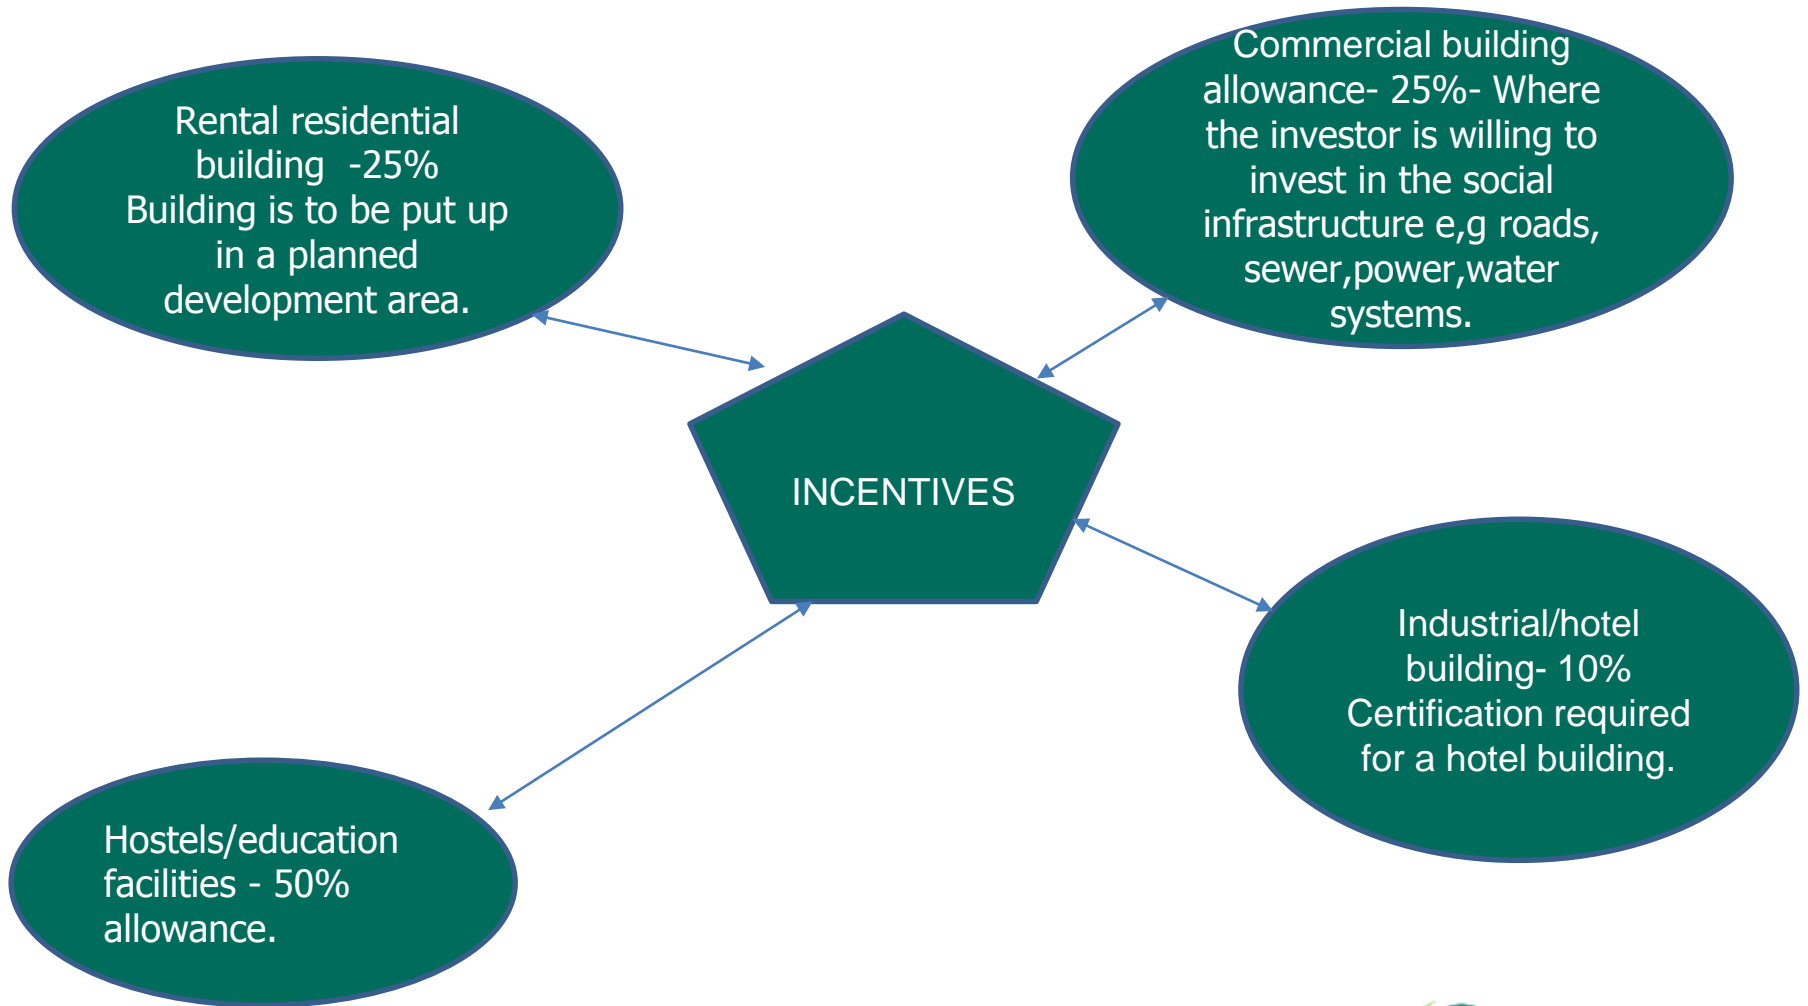 Rental residential
building  -25%
Building is to be put up
in a planned
development area.
Commercial building
allowance- 25%- Where
the investor is willing to
invest in the social
infrastructure e,g roads,
sewer,power,water
systems.
INCENTIVES
Industrial/hotel
building- 10%
Certification required
for a hotel building.
Hostels/education
facilities - 50%
allowance.